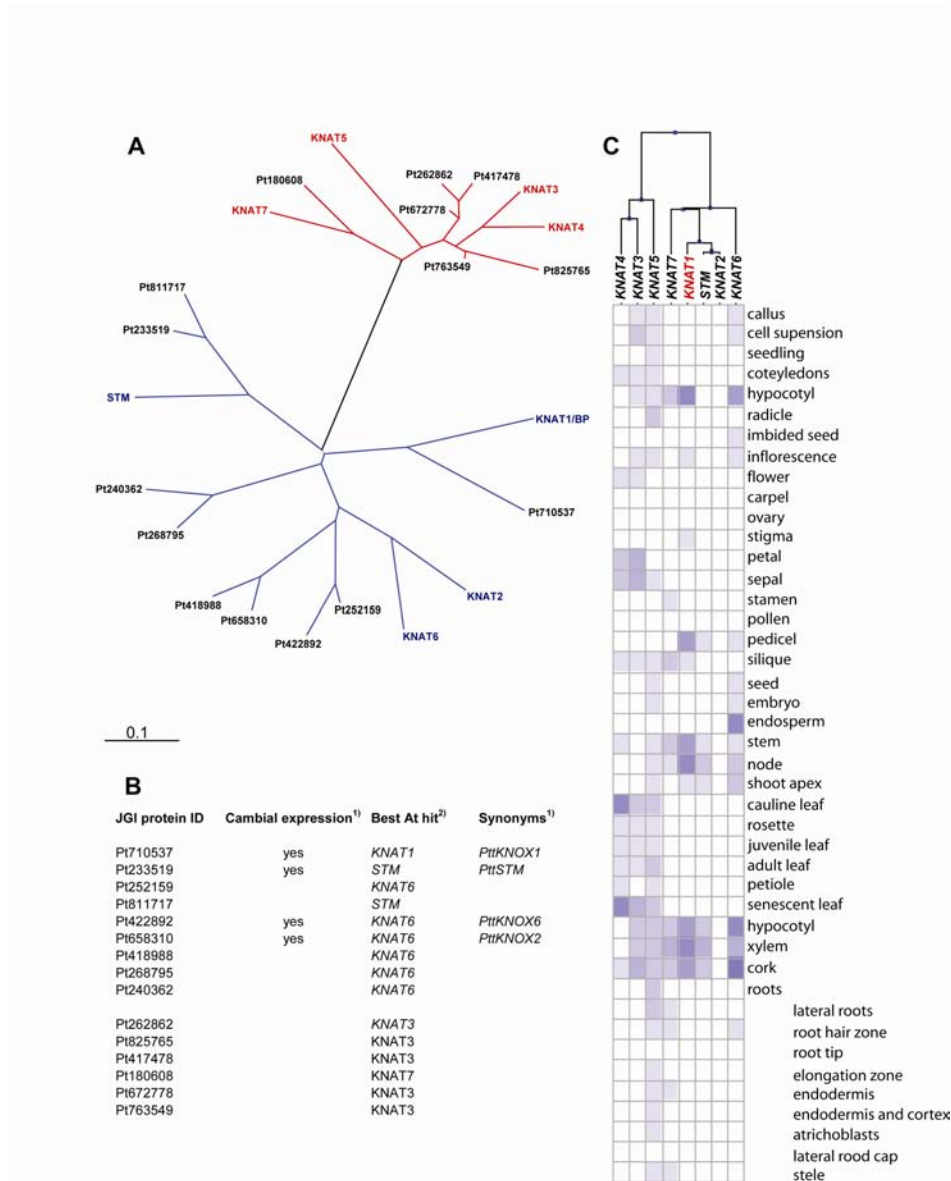 A
KNAT5
Pt180608
KNAT7
Pt262862
Pt417478
KNAT3
Pt672778
KNAT4
Pt763549
Pt825765
Pt811717
Pt233519
STM
KNAT1/BP
Pt240362
Pt268795
Pt710537
Pt418988
Pt658310
Pt422892
Pt252159
KNAT2
KNAT6
0.1
B
JGI protein ID Cambial expression1) Best At hit2) Synonyms1)
Pt710537 yes KNAT1 PttKNOX1
Pt233519 yes STM PttSTM
Pt252159 KNAT6
Pt811717 STM
Pt422892 yes KNAT6 PttKNOX6
Pt658310 yes KNAT6 PttKNOX2
Pt418988 KNAT6
Pt268795 KNAT6
Pt240362 KNAT6
Pt262862 KNAT3
Pt825765 KNAT3
Pt417478 KNAT3
Pt180608 KNAT7
Pt672778 KNAT3
Pt763549 KNAT3
C
KNAT4 KNAT3 KNAT5 KNAT7 KNAT1 STM KNAT2 KNAT6
callus
cell supension
seedling
coteyledons
hypocotyl
radicle
imbided seed
inflorescence
flower
carpel
ovary
stigma
petal
sepal
stamen
pollen
pedicel
silique
seed
embryo
endosperm
stem
node
shoot apex
cauline leaf
rosette
juvenile leaf
adult leaf
petiole
senescent leaf
hypocotyl
xylem
cork
roots
lateral roots
root hair zone
root tip
elongation zone
endodermis
endodermis and cortex
atrichoblasts
lateral rood cap
stele